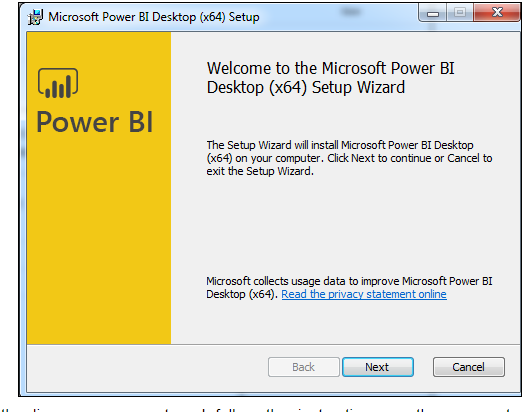 Microsoft Power BI Desktop (x64) Setup
Power BI
Welcome to the Microsoft Power BI
Desktop (x64) Setup Wizard
The Setup Wizard will install Microsoft Power BI Desktop
(x64) on your computer. Click Next to continue or Cancel to
exit the Setup Wizard.
Microsoft collects usage data to improve Microsoft Power BI
Desktop (x64). Read the privacy statement online
Back
Next
Cancel